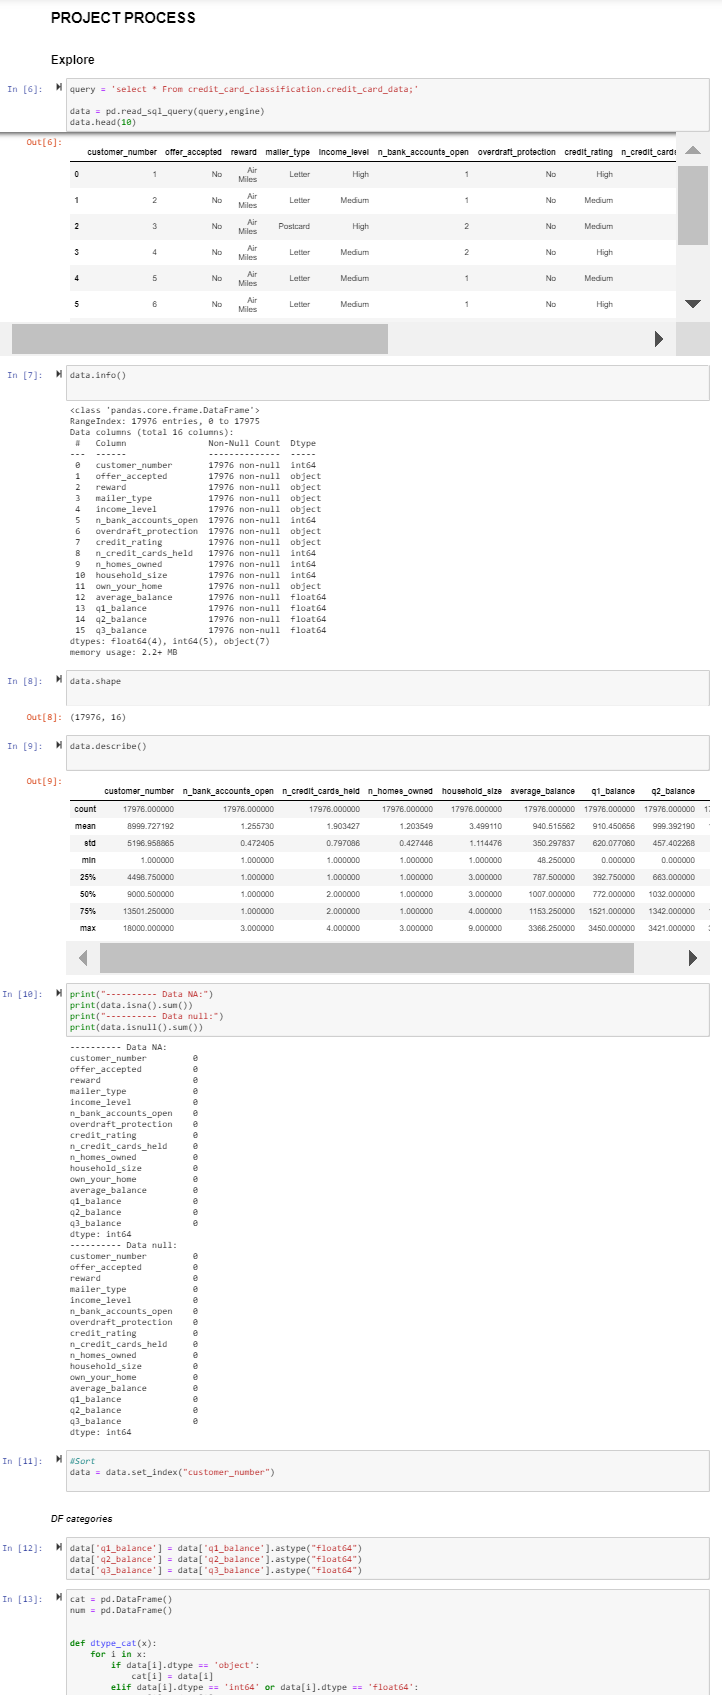 PROJECT PROCESS
Explore
In [6]:
query = 'select * From credit_card_classification.credit_card_data;'
data = pd.read_sql_query(query,engine)
data.head(10)
Out[6]:
customer_number offer_accepted reward mailer_type income_level n_bank_accounts_open overdraft_protection credit_rating n_credit_cards
0 1 No Air Miles Letter High 1 No High
1 2 No Air Miles Letter Medium 1 No Medium
2 3 No Air Miles Postcard High 2 No Medium
3 4 No Air Miles Letter Medium 2 No High
4 5 No Air Miles Letter Medium 1 No Medium
5 6 No Air Miles Letter Medium 1 No High
In [7]:
data.info()
<class 'pandas.core.frame.DataFrame'>
RangeIndex: 17976 entries, 0 to 17975
Data columns (total 16 columns):
# Column Non-Null Count Dtype
--- ------ -------------- -----
0 customer_number 17976 non-null int64
1 offer_accepted 17976 non-null object
2 reward 17976 non-null object
3 mailer_type 17976 non-null object
4 income_level 17976 non-null object
5 n_bank_accounts_open 17976 non-null int64
6 overdraft_protection 17976 non-null object
7 credit_rating 17976 non-null object
8 n_credit_cards_held 17976 non-null int64
9 n_homes_owned 17976 non-null int64
10 household_size 17976 non-null int64
11 own_your_home 17976 non-null object
12 average_balance 17976 non-null float64
13 q1_balance 17976 non-null float64
14 q2_balance 17976 non-null float64
15 q3_balance 17976 non-null float64
dtypes: float64(4), int64(5), object(7)
memory usage: 2.2+ MB
In [8]:
data.shape
Out[8]: (17976, 16)
In [9]:
data.describe()
Out[9]:
customer_number n_bank_accounts_open n_credit_cards_held n_homes_owned household_size average_balance q1_balance q2_balance
count 17976.000000 17976.000000 17976.000000 17976.000000 17976.000000 17976.000000 17976.000000 17976.000000
mean 8999.727192 1.255730 1.903427 1.203549 3.499110 940.515562 910.450656 999.392190
std 5196.958865 0.472405 0.797086 0.427446 1.114476 350.297837 620.077060 457.402268
min 1.000000 1.000000 1.000000 1.000000 1.000000 48.250000 0.000000 0.000000
25% 4498.750000 1.000000 1.000000 1.000000 3.000000 787.500000 392.750000 663.000000
50% 9000.500000 1.000000 2.000000 1.000000 3.000000 1007.000000 772.000000 1032.000000
75% 13501.250000 1.000000 2.000000 1.000000 4.000000 1153.250000 1521.000000 1342.000000
max 18000.000000 3.000000 4.000000 3.000000 9.000000 3366.250000 3450.000000 3421.000000
In [10]:
print("---------- Data NA:")
print(data.isna().sum())
print("---------- Data null:")
print(data.isnull().sum())
---------- Data NA:
customer_number 0
offer_accepted 0
reward 0
mailer_type 0
income_level 0
n_bank_accounts_open 0
overdraft_protection 0
credit_rating 0
n_credit_cards_held 0
n_homes_owned 0
household_size 0
own_your_home 0
average_balance 0
q1_balance 0
q2_balance 0
q3_balance 0
dtype: int64
---------- Data null:
customer_number 0
offer_accepted 0
reward 0
mailer_type 0
income_level 0
n_bank_accounts_open 0
overdraft_protection 0
credit_rating 0
n_credit_cards_held 0
n_homes_owned 0
household_size 0
own_your_home 0
average_balance 0
q1_balance 0
q2_balance 0
q3_balance 0
dtype: int64
In [11]:
#Sort
data = data.set_index("customer_number")
DF categories
In [12]:
data['q1_balance'] = data['q1_balance'].astype("float64")
data['q2_balance'] = data['q2_balance'].astype("float64")
data['q3_balance'] = data['q3_balance'].astype("float64")
In [13]:
cat = pd.DataFrame()
num = pd.DataFrame()
def dtype_cat(x):
for i in x:
if data[i].dtype == 'object':
cat[i] = data[i]
elif data[i].dtype == 'int64' or data[i].dtype == 'float64':